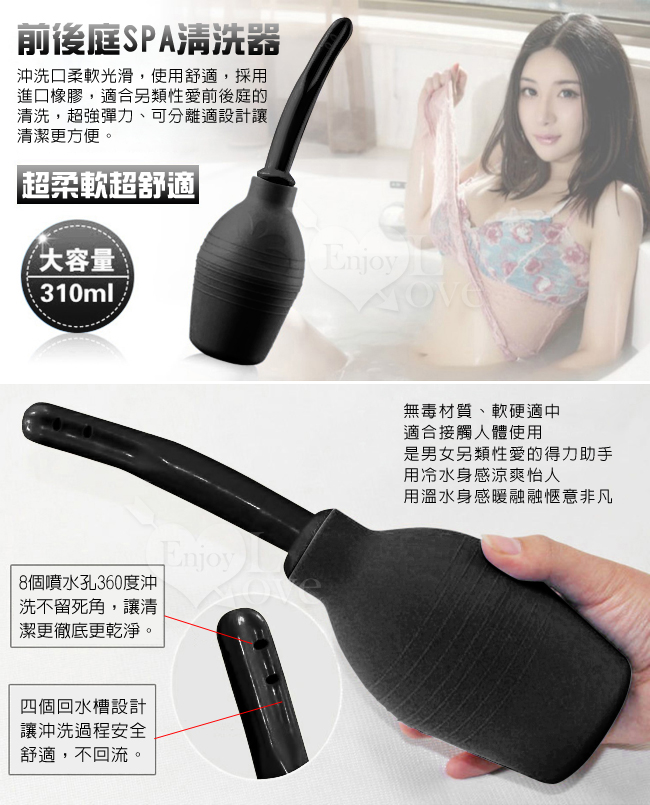 前後庭SPA清洗器
沖洗口柔軟光滑，使用舒適，採用
進口橡膠，適合另類性愛前後庭的
清洗，超強彈力、可分離適設計讓
清潔更方便。
超柔軟超舒適
大容量
310ml
Enjoy Love
無毒材質、軟硬適中
適合接觸人體使用
是男女另類性愛的得力助手
用冷水身感涼爽怡人
用溫水身感暖融融愜意非凡
Enjoy Love
8個噴水孔360度沖
洗不留死角，讓清
潔更徹底更乾淨。
四個回水槽設計
讓沖洗過程安全
舒適，不回流。